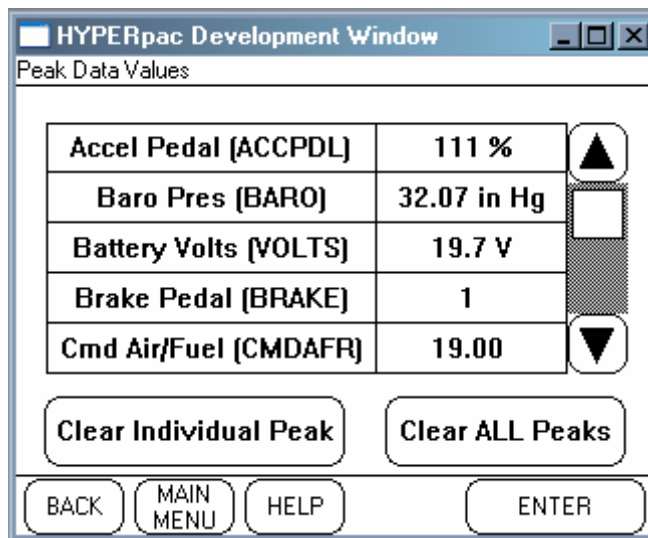 HYPERpac Development Window
Peak Data Values
Accel Pedal (ACCPDL) 111 %
Baro Pres (BARO) 32.07 in Hg
Battery Volts (VOLTS) 19.7 V
Brake Pedal (BRAKE) 1
Cmd Air/Fuel (CMDAFR) 19.00
Clear Individual Peak Clear ALL Peaks
BACK MAIN MENU HELP ENTER